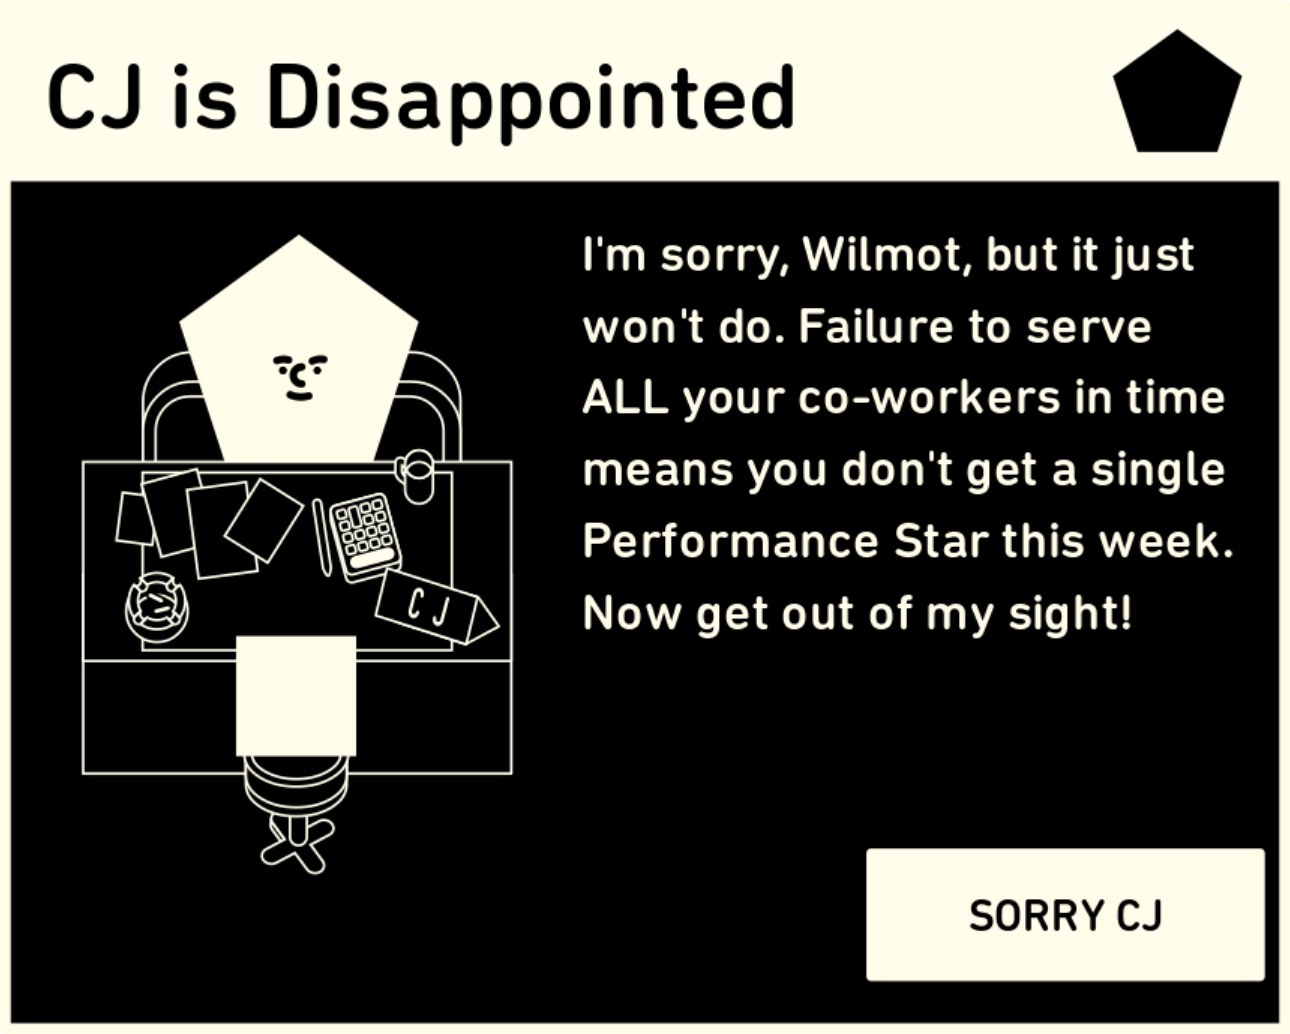 CJ is Disappointed
I'm sorry, Wilmot, but it just
won't do. Failure to serve
ALL your co-workers in time
means you don't get a single
Performance Star this week.
Now get out of my sight!
CJ
SORRY CJ